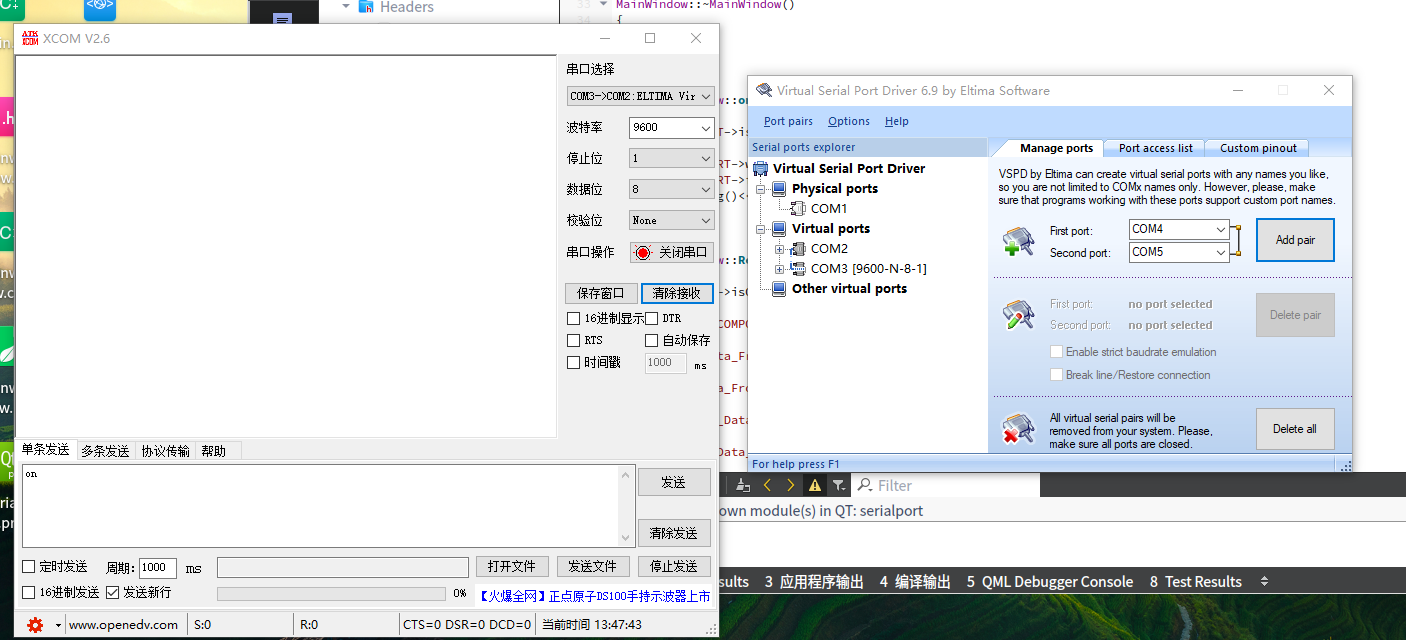 Headers
33
MainWindow::~MainWindow()
34
{
XCOM V2.6
串口选择
COM3->COM2:ELTIMA Vir
波特率
9600
停止位
1
数据位
8
校验位
None
串口操作
关闭串口
保存窗口
清除接收
16进制显示
DTR
RTS
自动保存
时间戳
1000
ms
单条发送
多条发送
协议传输
帮助
on
发送
清除发送
定时发送
周期:
1000
ms
打开文件
发送文件
停止发送
16进制发送
发送新行
0%
【火爆全网】正点原子DS100手持示波器上市
www.openedv.com
S:0
R:0
CTS=0 DSR=0 DCD=0
当前时间 13:47:43
Virtual Serial Port Driver 6.9 by Eltima Software
Port pairs
Options
Help
Serial ports explorer
Virtual Serial Port Driver
Physical ports
COM1
Virtual ports
COM2
COM3 [9600-N-8-1]
Other virtual ports
Manage ports
Port access list
Custom pinout
VSPD by Eltima can create virtual serial ports with any names you like,
so you are not limited to COMx names only. However, please, make
sure that programs working with these ports support custom port names.
First port:
COM4
Second port:
COM5
Add pair
First port:
no port selected
Second port:
no port selected
Delete pair
Enable strict baudrate emulation
Break line/Restore connection
All virtual serial pairs will be
removed from your system. Please,
make sure all ports are closed.
Delete all
For help press F1
Filter
own module(s) in QT: serialport
sults
3 应用程序输出
4 编译输出
5 QML Debugger Console
8 Test Results